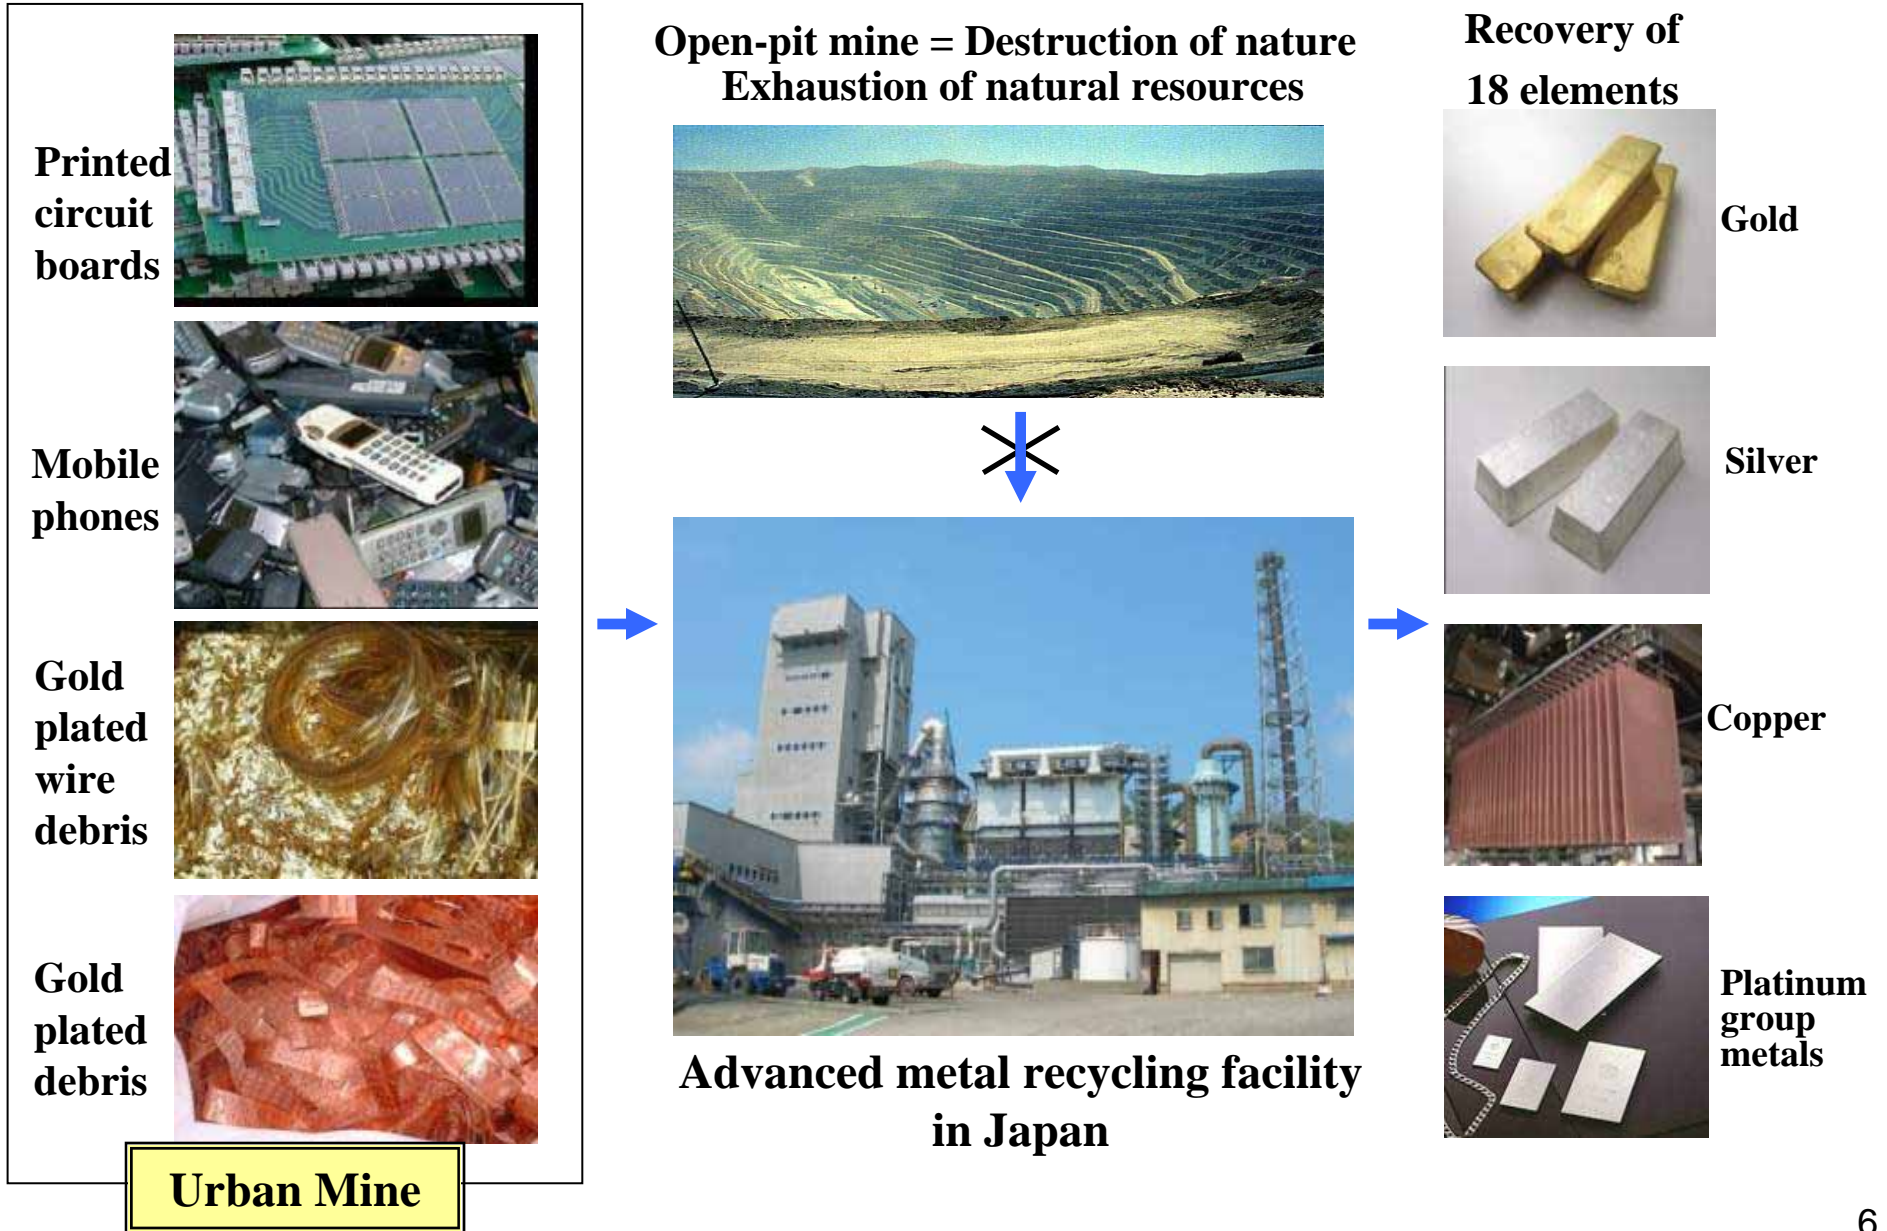 Printed
circuit
boards
Mobile
phones
Gold
plated
wire
debris
Gold
plated
debris
Urban Mine
Open-pit mine = Destruction of nature
Exhaustion of natural resources
Advanced metal recycling facility
in Japan
Recovery of
18 elements
Gold
Silver
Copper
Platinum
group
metals
6